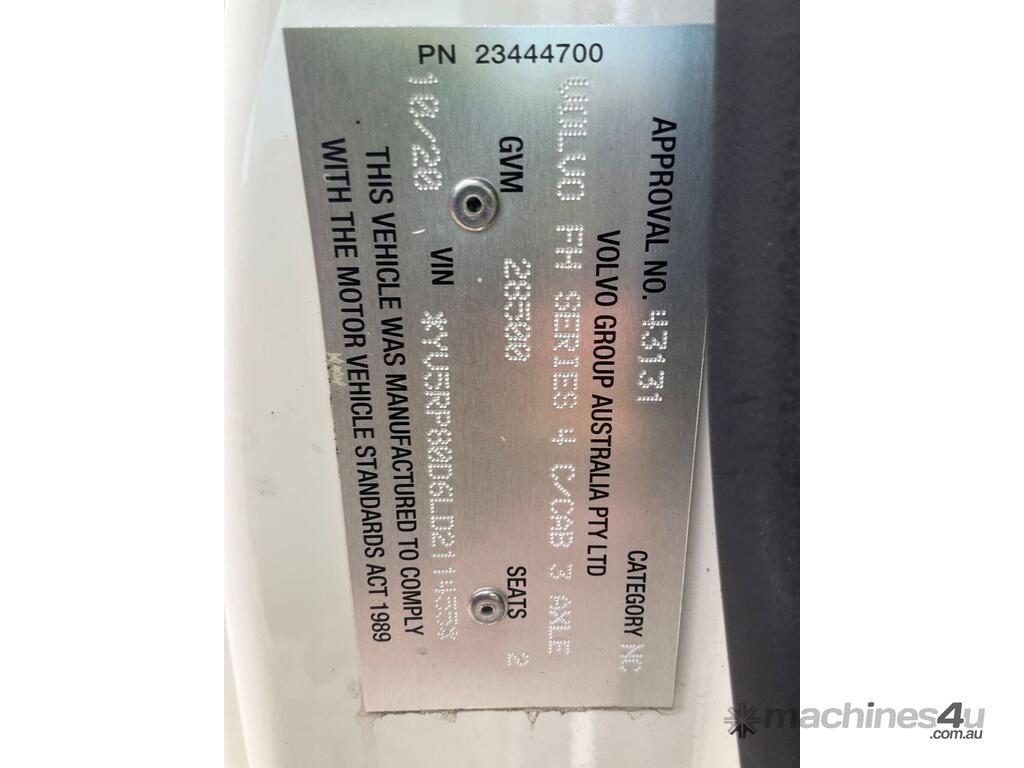 PN 23444700
APPROVAL NO. 43131 CATEGORY NC
VOLVO GROUP AUSTRALIA PTY LTD
VOLVO FH SERIES 4 C/CAB 3 AXLE
GVM 28500 SEATS 2
10/20 VIN *YV5RP80D6LD211455*
THIS VEHICLE WAS MANUFACTURED TO COMPLY
WITH THE MOTOR VEHICLE STANDARDS ACT 1989
machines4u
.com.au